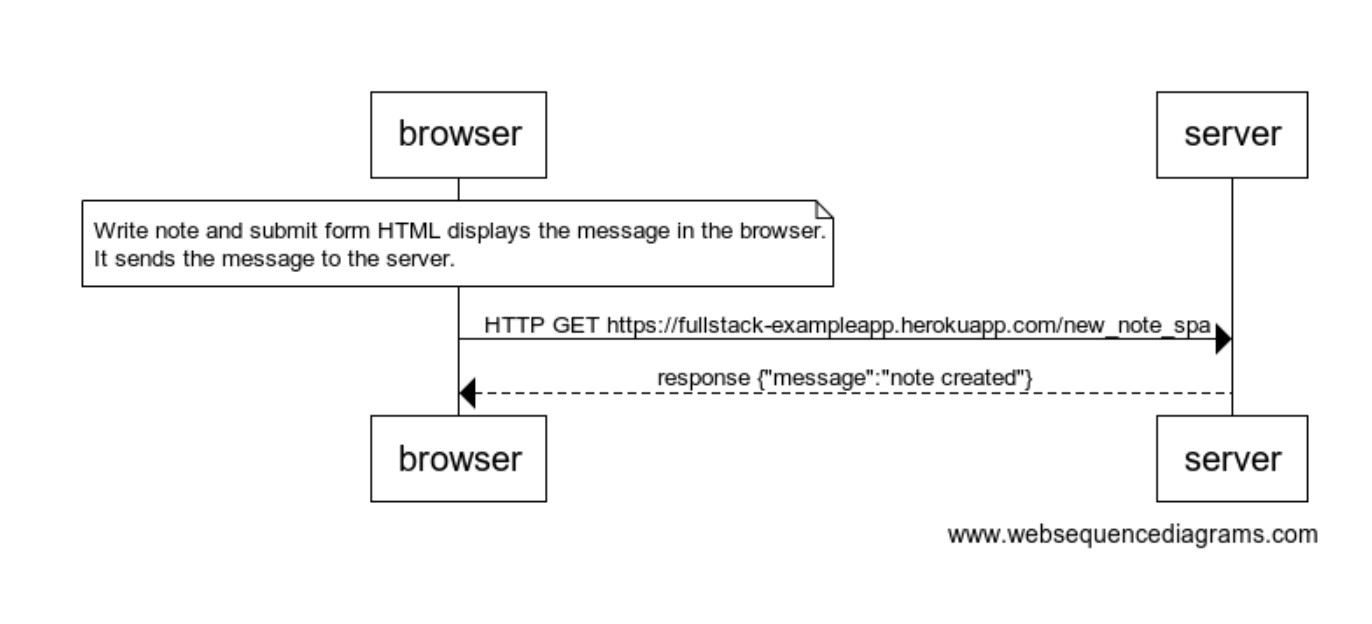 browser
server
Write note and submit form HTML displays the message in the browser.
It sends the message to the server.
HTTP GET https://fullstack-exampleapp.herokuapp.com/new_note_spa
response {"message":"note created"}
browser
server
www.websequencediagrams.com